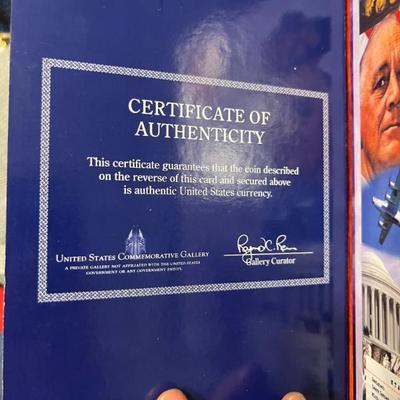 CERTIFICATE OF
AUTHENTICITY
This certificate guarantees that the coin described
on the reverse of this card and secured above
is authentic United States currency.
UNITED STATES COMMEMORATIVE GALLERY
A PRIVATE GALLERY NOT AFFILIATED WITH THE UNITED STATES
GOVERNMENT OR ANY GOVERNMENT ENTITY.
Gallery Curator